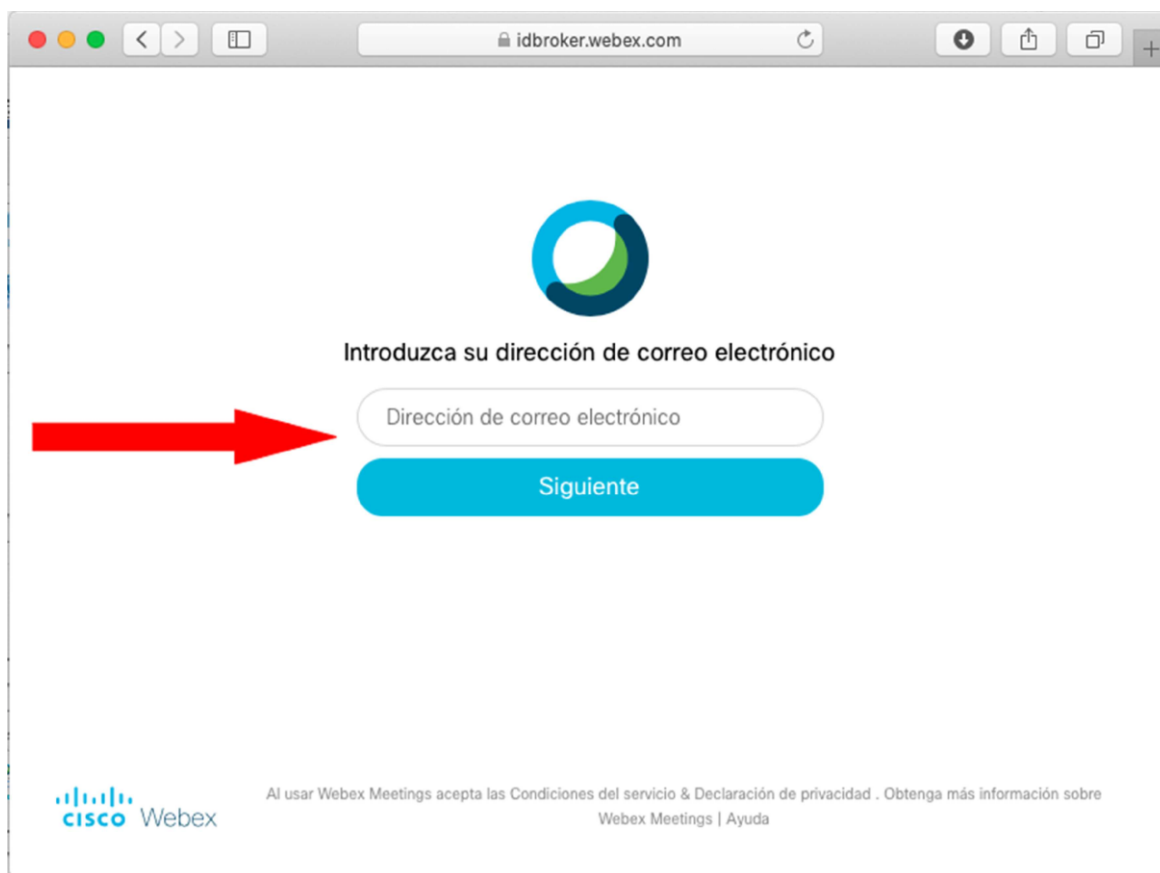 idbroker.webex.com
Introduzca su dirección de correo electrónico
Dirección de correo electrónico
Siguiente
CISCO Webex
Al usar Webex Meetings acepta las Condiciones del servicio & Declaración de privacidad . Obtenga más información sobre
Webex Meetings | Ayuda